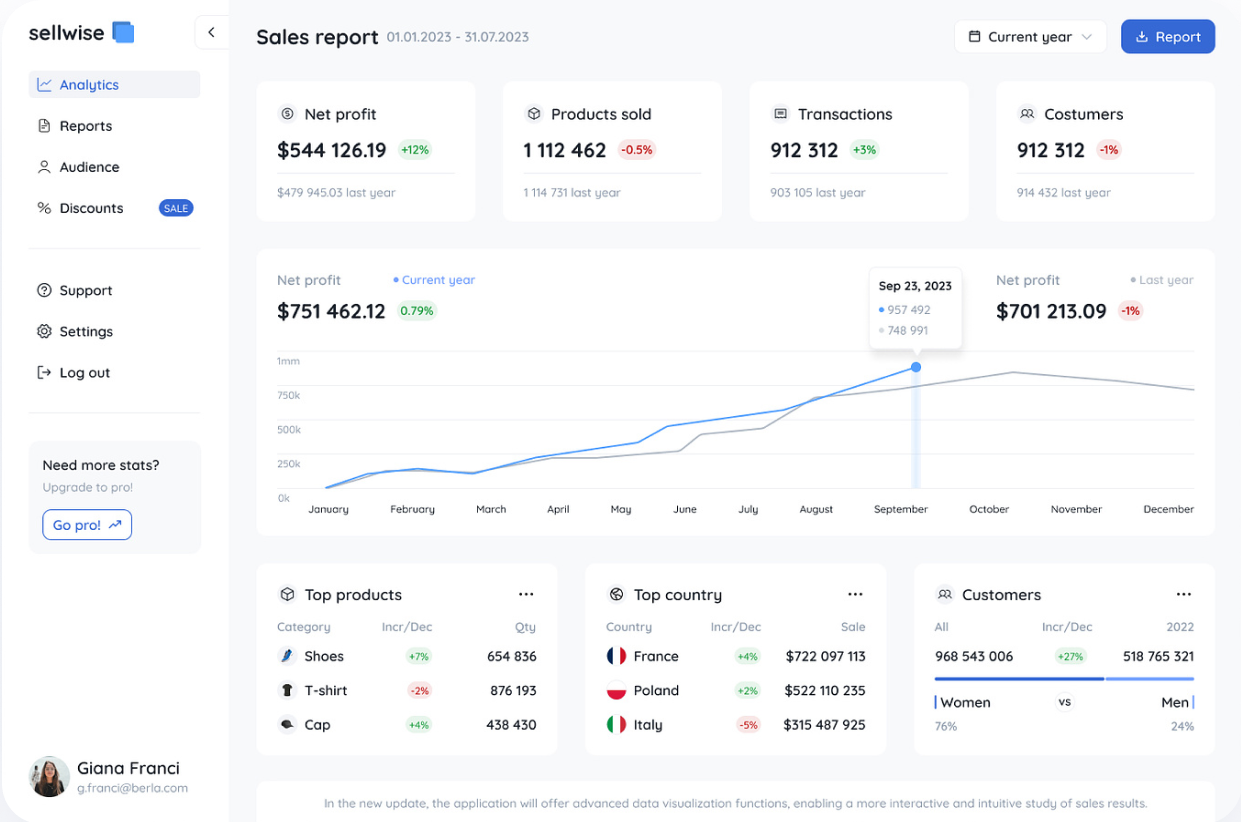 sellwise
Analytics
Reports
Audience
Discounts SALE
Support
Settings
Log out
Need more stats?
Upgrade to pro!
Go pro!
Giana Franci
g.franci@berla.com
Sales report 01.01.2023 - 31.07.2023
Current year
Report
Net profit
$544 126.19 +12%
$479 945.03 last year
Products sold
1 112 462 -0.5%
1 114 731 last year
Transactions
912 312 +3%
903 105 last year
Costumers
912 312 -1%
914 432 last year
Net profit Current year
$751 462.12 0.79%
Sep 23, 2023
957 492
748 991
Net profit Last year
$701 213.09 -1%
1mm
750k
500k
250k
0k
January February March April May June July August September October November December
Top products
Category Incr/Dec Qty
Shoes +7% 654 836
T-shirt -2% 876 193
Cap +4% 438 430
Top country
Country Incr/Dec Sale
France +4% $722 097 113
Poland +2% $522 110 235
Italy -5% $315 487 925
Customers
All Incr/Dec 2022
968 543 006 +27% 518 765 321
Women vs Men
76% 24%
In the new update, the application will offer advanced data visualization functions, enabling a more interactive and intuitive study of sales results.